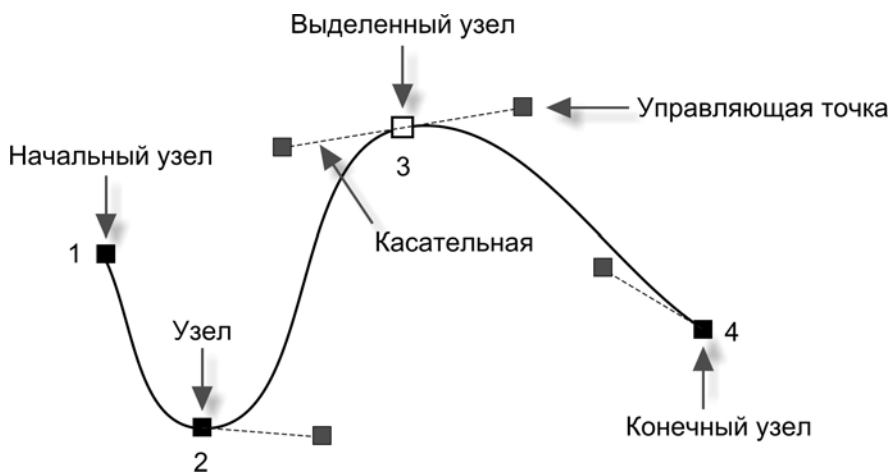 Выделенный узел
Управляющая точка
Начальный узел
3
Касательная
1
Узел
4
Конечный узел
2